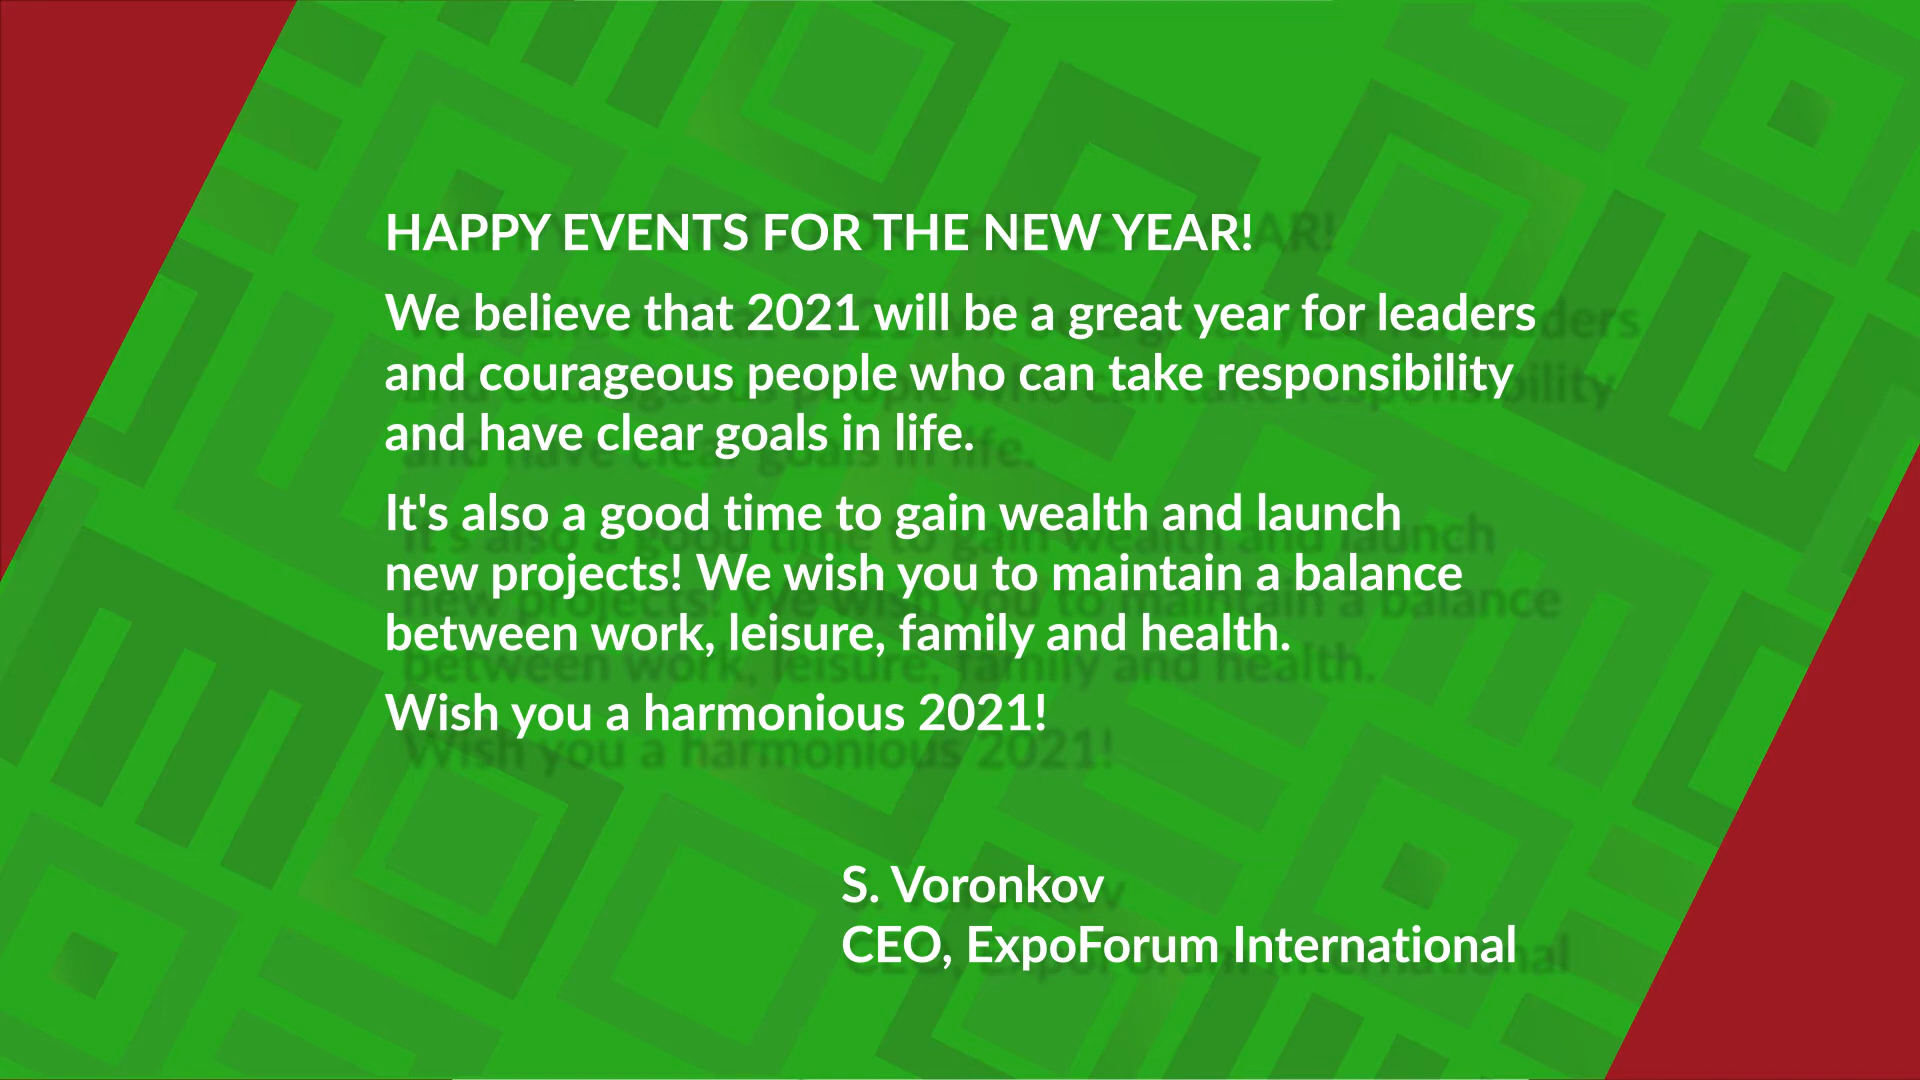 HAPPY EVENTS FOR THE NEW YEAR!
We believe that 2021 will be a great year for leaders
and courageous people who can take responsibility
and have clear goals in life.
It's also a good time to gain wealth and launch
new projects! We wish you to maintain a balance
between work, leisure, family and health.
Wish you a harmonious 2021!
S. Voronkov
CEO, ExpoForum International